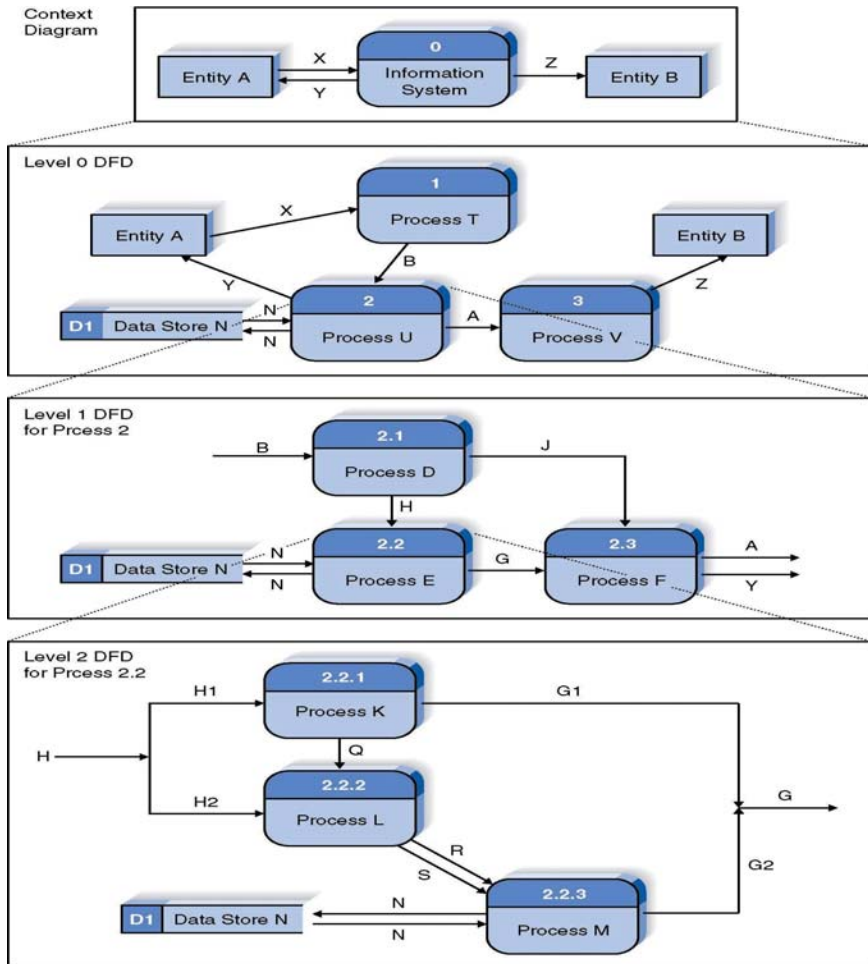 Context
Diagram
0
Entity A
X
Y
Information
System
Z
Entity B
Level 0 DFD
1
Process T
Entity A
X
Entity B
B
Y
Z
2
3
D1 Data Store N
N
N
Process U
A
Process V
Level 1 DFD
for Prcess 2
2.1
B
Process D
J
H
2.2
2.3
D1 Data Store N
N
N
Process E
G
Process F
A
Y
Level 2 DFD
for Prcess 2.2
2.2.1
H1
Process K
G1
H
Q
2.2.2
G
H2
Process L
R
S
G2
2.2.3
D1 Data Store N
N
N
Process M